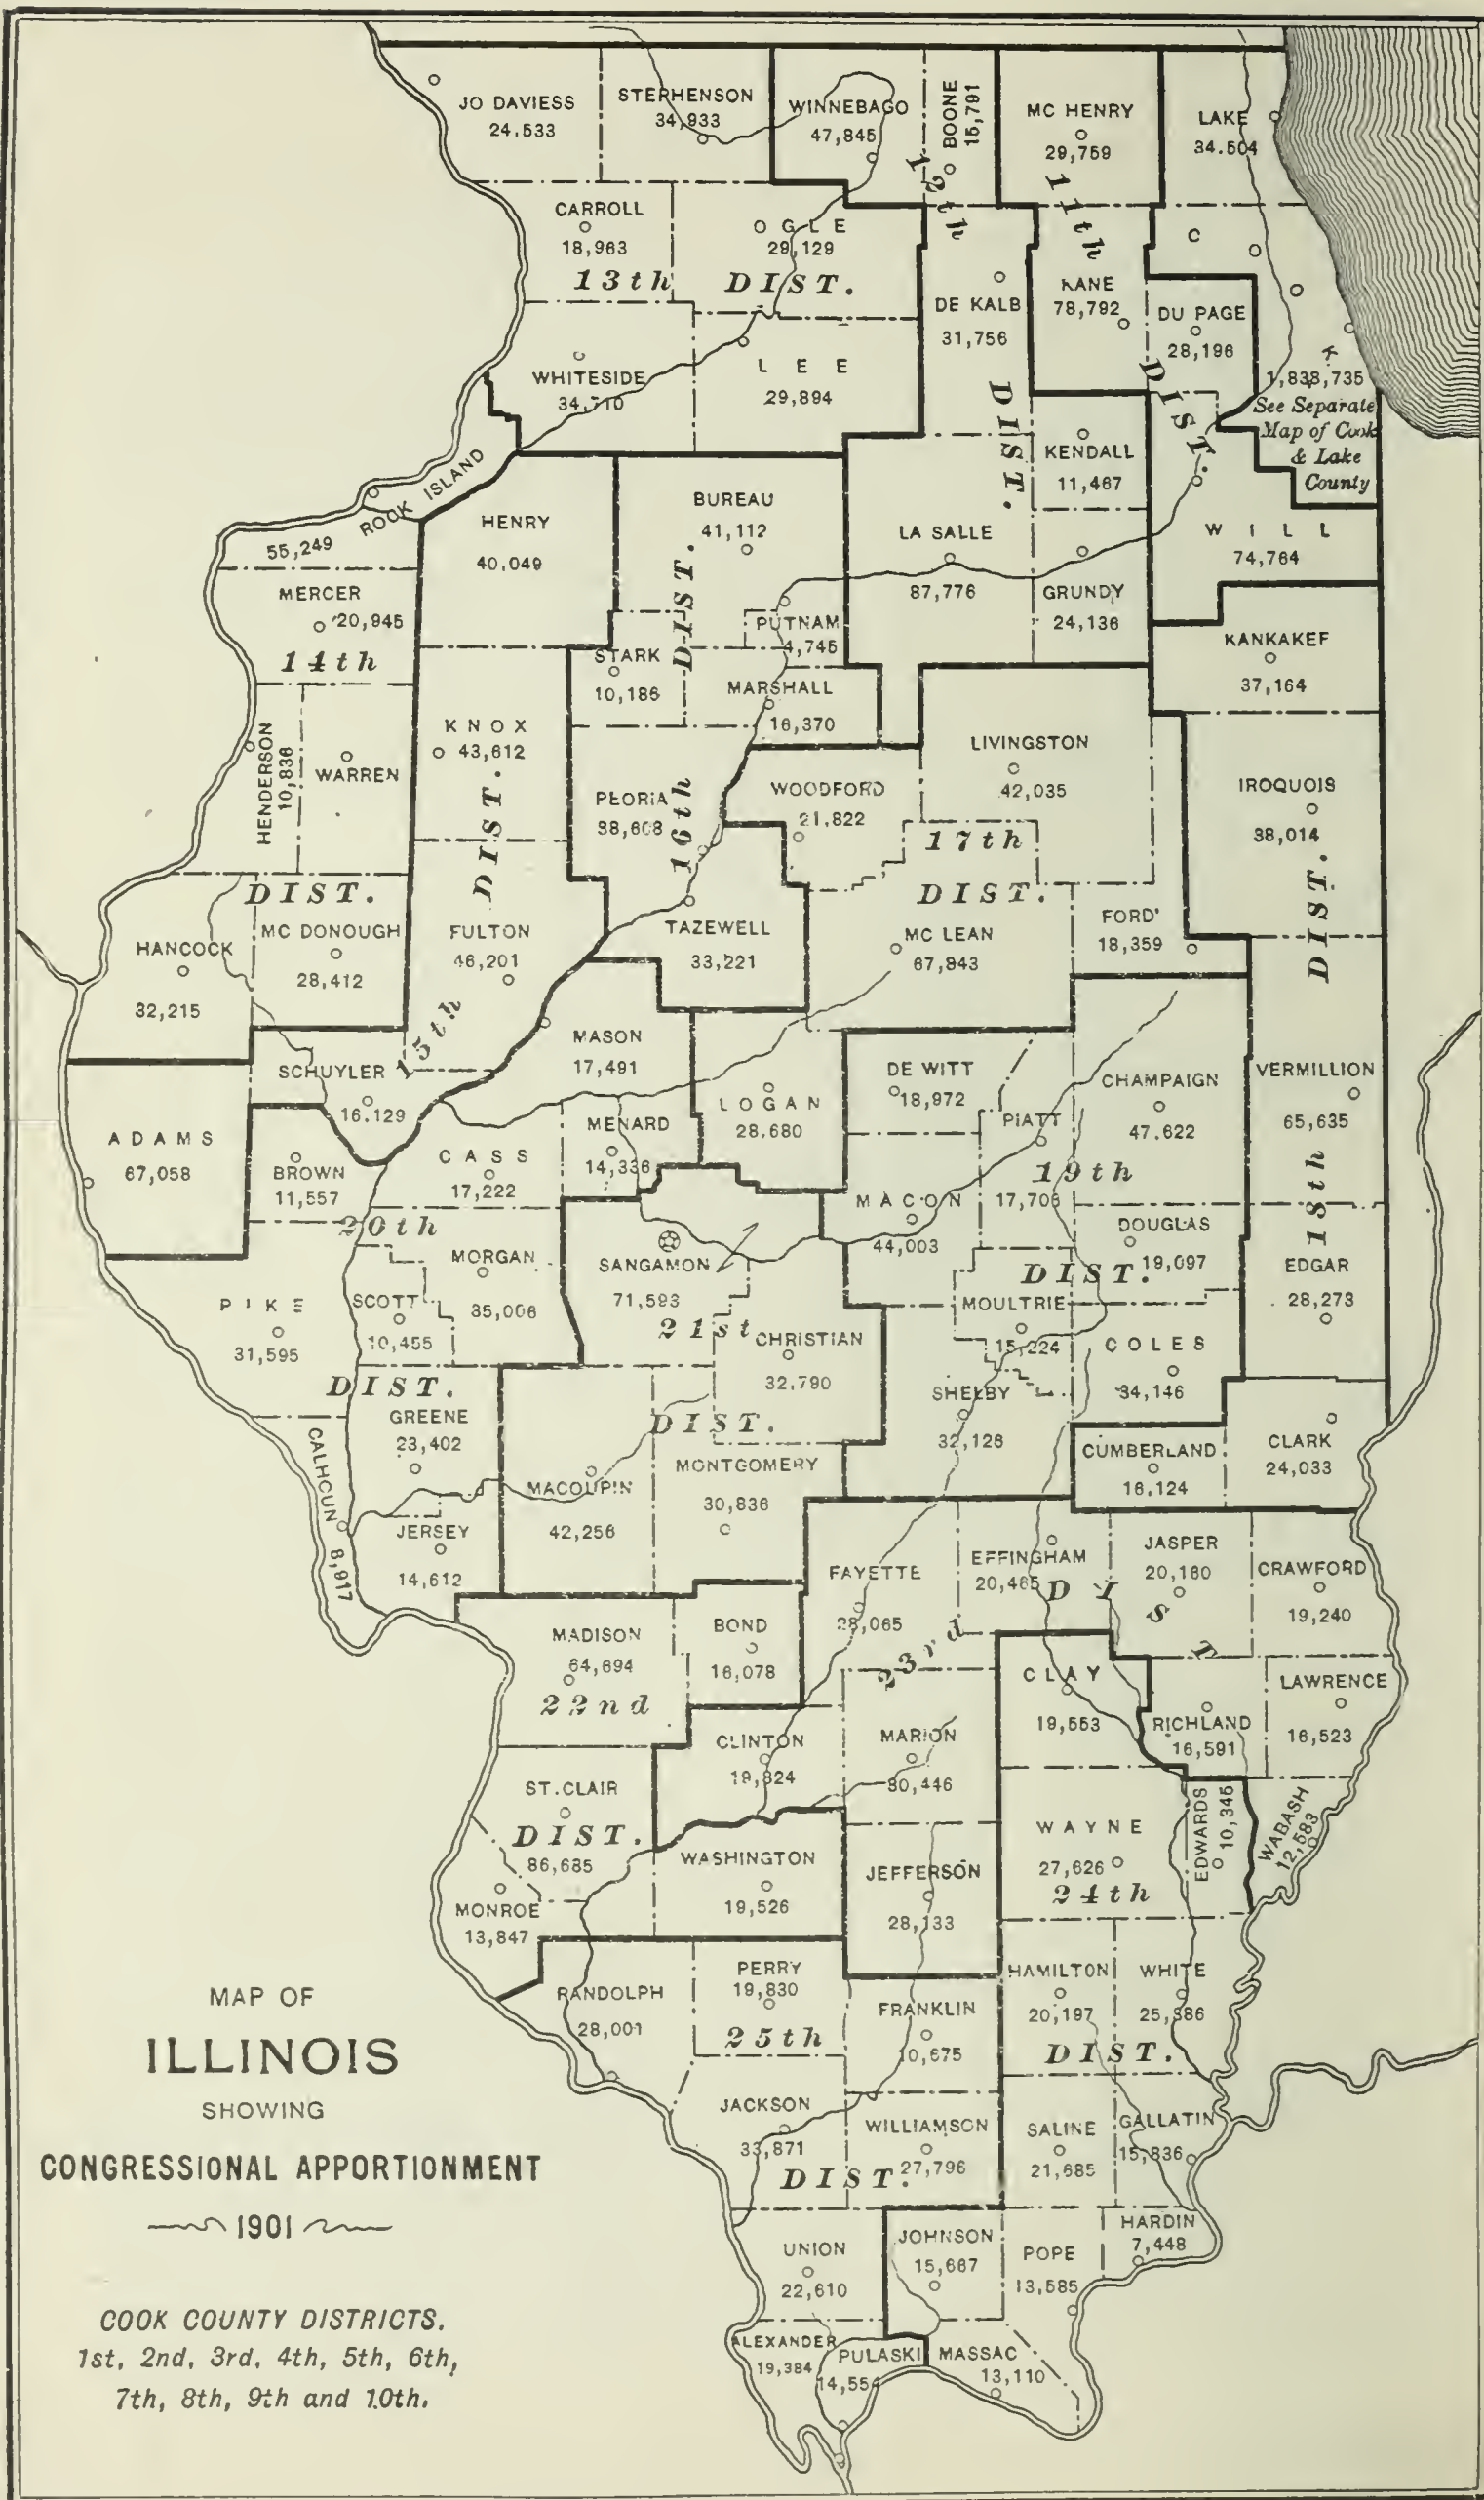 JO DAVIESS
24,533
STEPHENSON
34,933
WINNEBAGO
47,845
BOONE
15,791
MC HENRY
29,759
LAKE
34.504
12th
11th
CARROLL
18,963
OGLE
29,129
13th DIST.
DE KALB
31,756
KANE
78,792
DU PAGE
28,196
C
K
1,838,735
See Separate
Map of Cook
& Lake
County
WHITESIDE
34,710
LEE
29,894
DIST.
DIST.
KENDALL
11,467
ROCK ISLAND
55,249
HENRY
40,049
BUREAU
41,112
LA SALLE
87,776
GRUNDY
24,136
WILL
74,764
MERCER
20,945
14th
DIST.
PUTNAM
4,745
STARK
10,186
MARSHALL
16,370
KANKAKEF
37,164
HENDERSON
10,836
WARREN
KNOX
43,612
DIST.
PEORIA
16th
WOODFORD
21,822
LIVINGSTON
42,035
IROQUOIS
38,014
17th
DIST.
DIST.
DIST.
HANCOCK
32,215
MC DONOUGH
28,412
FULTON
46,201
15th
TAZEWELL
33,221
MC LEAN
67,843
FORD
18,359
MASON
17,491
SCHUYLER
16.129
LOGAN
28.680
DE WITT
18,972
PIATT
17,706
CHAMPAIGN
47.622
VERMILLION
65,635
ADAMS
67,058
BROWN
11,557
CASS
17,222
MENARD
14,336
19th
18th
20th
MACON
44,003
DOUGLAS
19,097
EDGAR
28,273
MORGAN
35,006
SANGAMON
71,593
DIST.
PIKE
31,595
SCOTT
10,455
21st
CHRISTIAN
32,790
MOULTRIE
15,224
COLES
34,146
DIST.
GREENE
23,402
DIST.
SHELBY
32,128
CUMBERLAND
16,124
CLARK
24,033
CALHOUN
8,917
MACOUPIN
42,256
MONTGOMERY
30,836
JERSEY
14,612
FAYETTE
28,065
EFFINGHAM
20,465
JASPER
20,160
CRAWFORD
19,240
23rd
DIST
MADISON
64,694
22nd
BOND
16,078
CLAY
19,553
RICHLAND
16,591
LAWRENCE
16,523
CLINTON
19,824
MARION
30,446
ST. CLAIR
DIST.
86,685
WASHINGTON
19,526
JEFFERSON
28,133
WAYNE
27,626
24th
EDWARDS
10,345
WABASH
12,583
MONROE
13,847
RANDOLPH
28,001
PERRY
19,830
25th
FRANKLIN
10,675
HAMILTON
20,197
WHITE
25,386
DIST.
JACKSON
33,871
DIST.
WILLIAMSON
27,796
SALINE
21,685
GALLATIN
15,836
UNION
22,610
JOHNSON
15,667
POPE
13,585
HARDIN
7,448
ALEXANDER
19,384
PULASKI
14,554
MASSAC
13,110
MAP OF
ILLINOIS
SHOWING
CONGRESSIONAL APPORTIONMENT
1901
COOK COUNTY DISTRICTS.
1st, 2nd, 3rd, 4th, 5th, 6th,
7th, 8th, 9th and 10th.